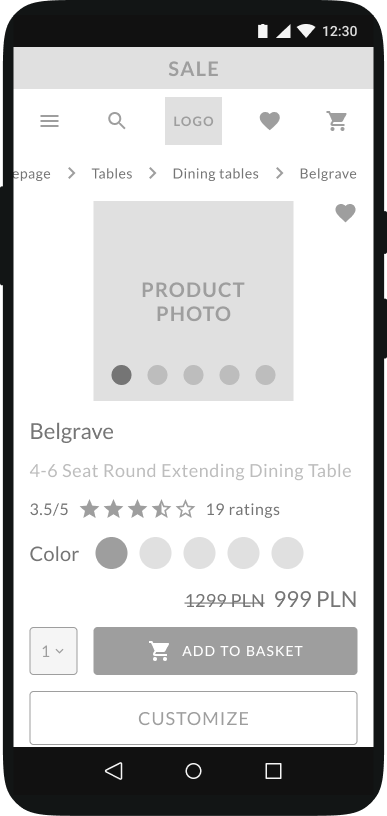 12:30
SALE
LOGO
epage Tables Dining tables Belgrave
PRODUCT
PHOTO
Belgrave
4-6 Seat Round Extending Dining Table
3.5/5 19 ratings
Color
1299 PLN 999 PLN
1 ADD TO BASKET
CUSTOMIZE